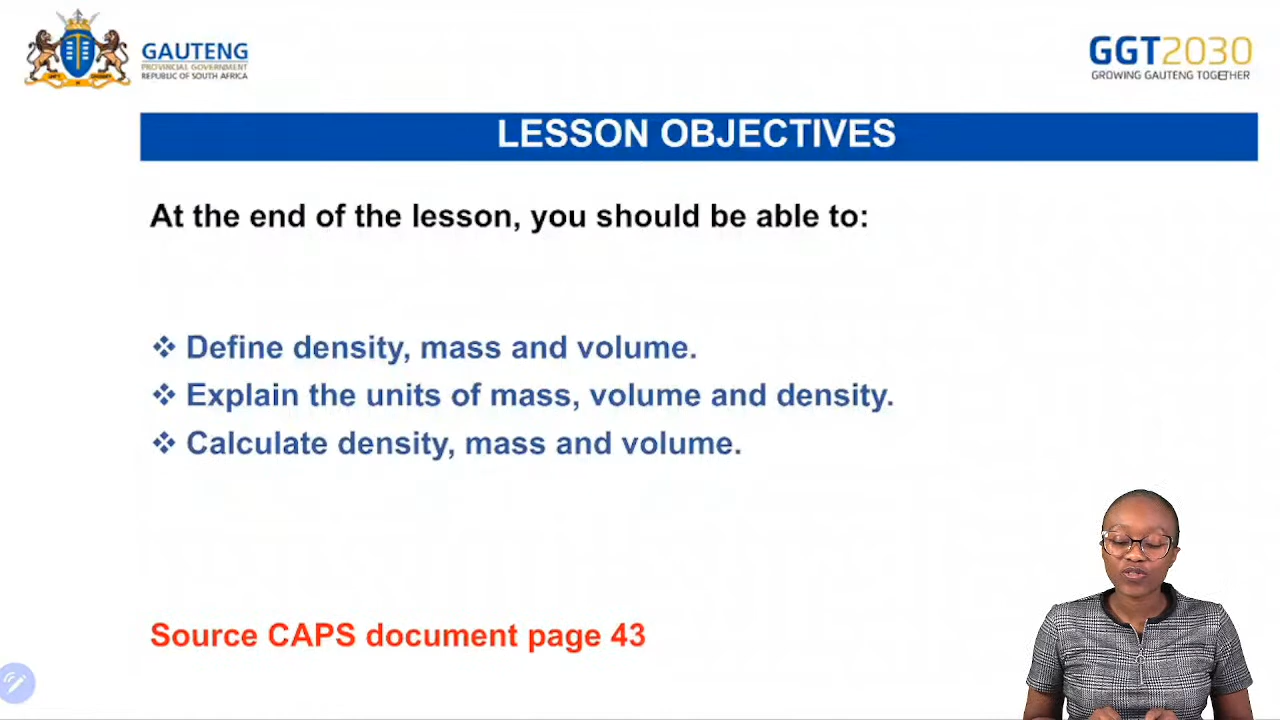 GAUTENG
PROVINCIAL GOVERNMENT
REPUBLIC OF SOUTH AFRICA
GGT2030
GROWING GAUTENG TOGETHER
LESSON OBJECTIVES
At the end of the lesson, you should be able to:
❖ Define density, mass and volume.
❖ Explain the units of mass, volume and density.
❖ Calculate density, mass and volume.
Source CAPS document page 43